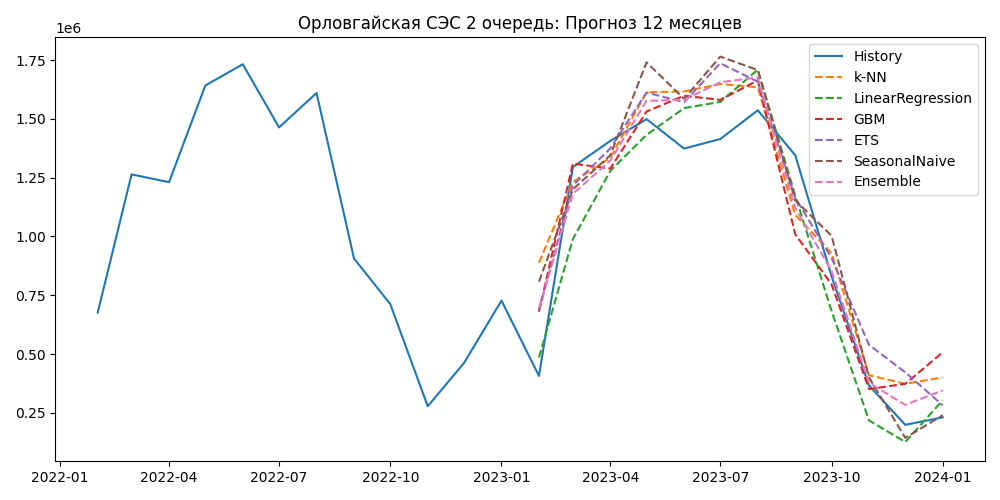 Орловгайская СЭС 2 очередь: Прогноз 12 месяцев
1e6
1.75
1.50
1.25
1.00
0.75
0.50
0.25
2022-01
2022-04
2022-07
2022-10
2023-01
2023-04
2023-07
2023-10
2024-01
History
k-NN
LinearRegression
GBM
ETS
SeasonalNaive
Ensemble